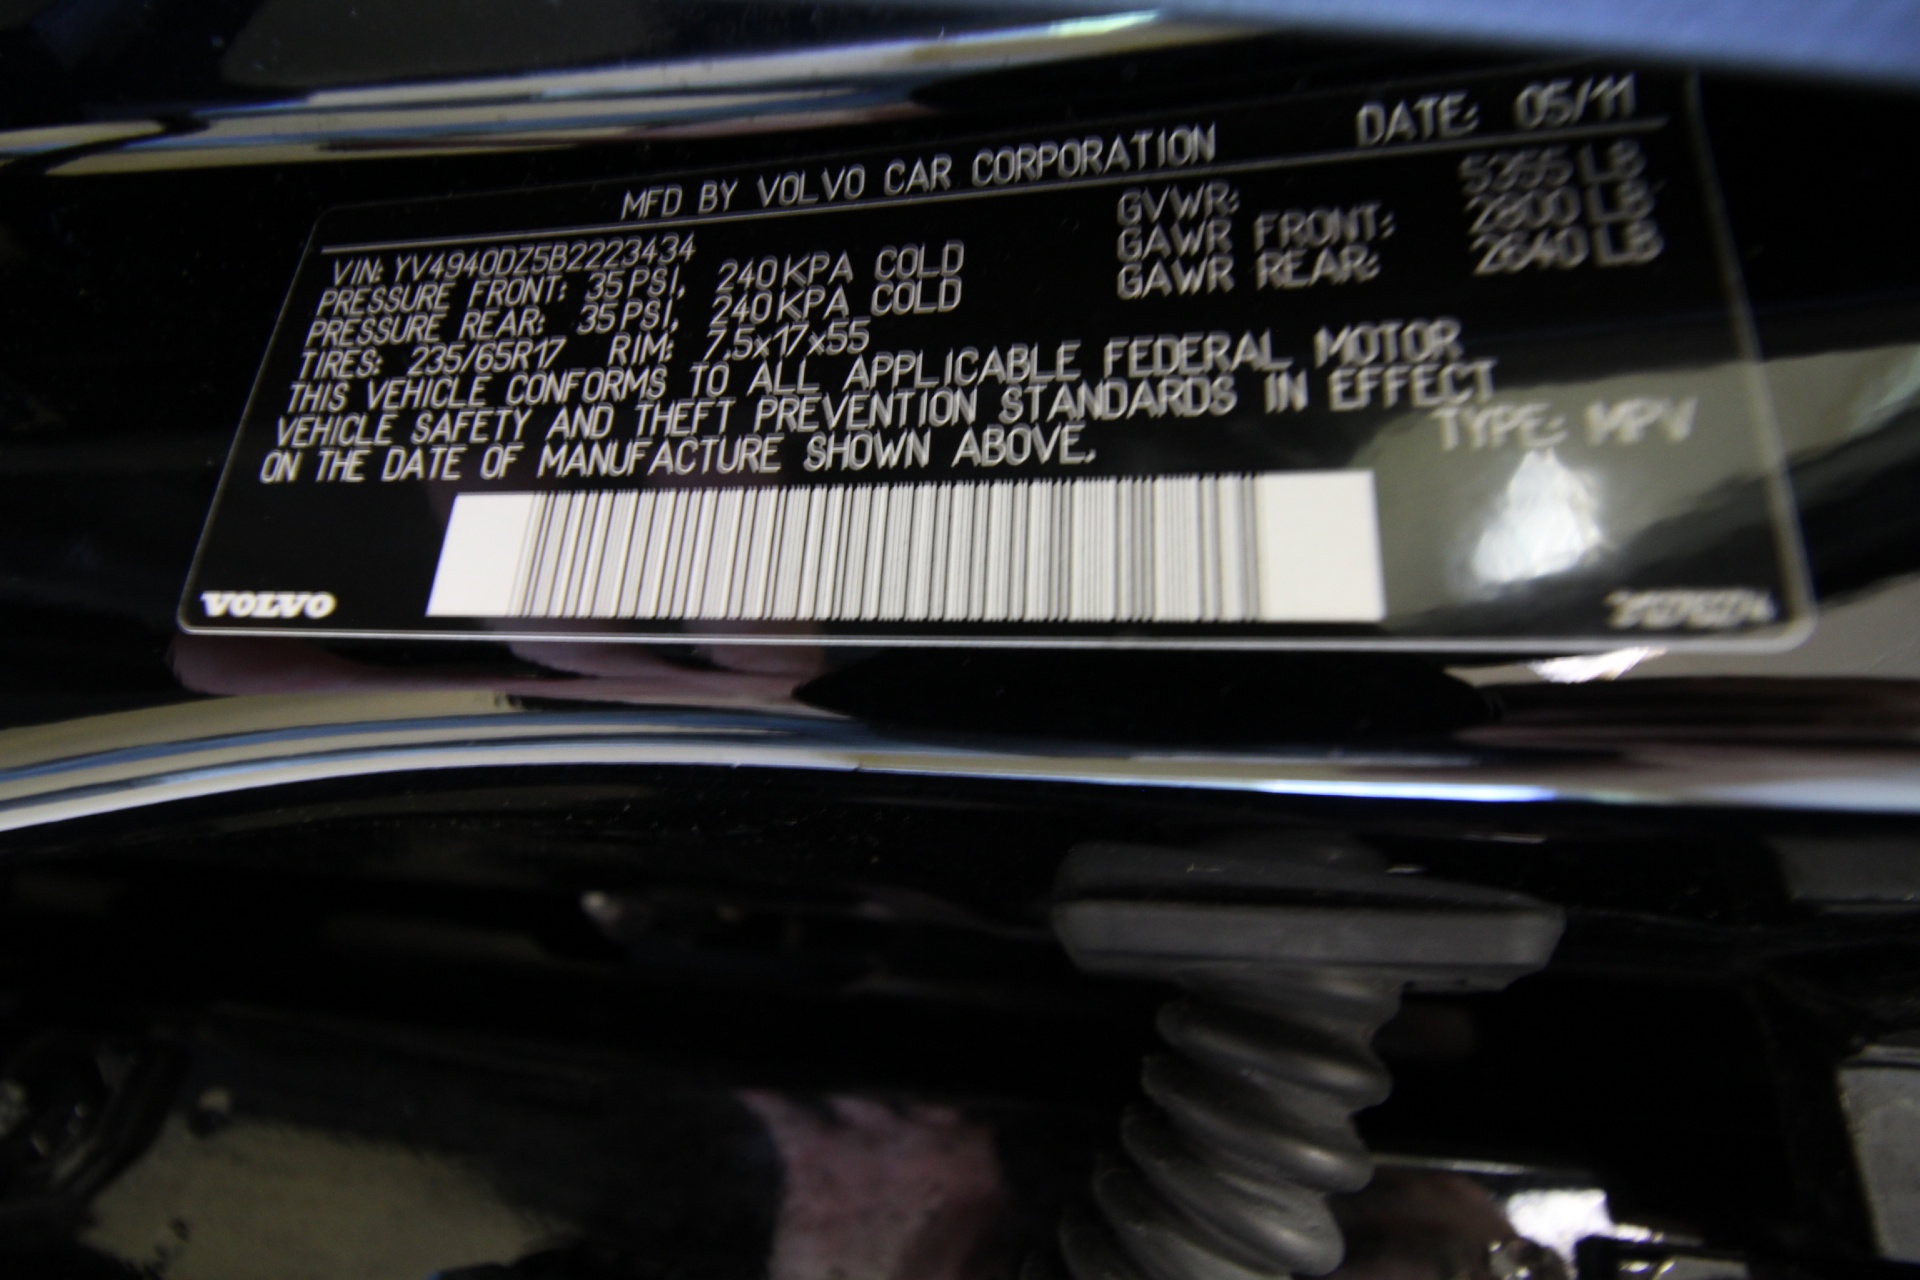 MFD BY VOLVO CAR CORPORATION DATE: 05/11
VIN: YV4940DZ5B2223434 GVWR: 5355 LB
PRESSURE FRONT: 35 PSI, 240 KPA COLD GAWR FRONT: 2800 LB
PRESSURE REAR: 35 PSI, 240 KPA COLD GAWR REAR: 2640 LB
TIRES: 235/65R17 RIM: 7,5x17x55
THIS VEHICLE CONFORMS TO ALL APPLICABLE FEDERAL MOTOR
VEHICLE SAFETY AND THEFT PREVENTION STANDARDS IN EFFECT
ON THE DATE OF MANUFACTURE SHOWN ABOVE. TYPE: MPV
VOLVO